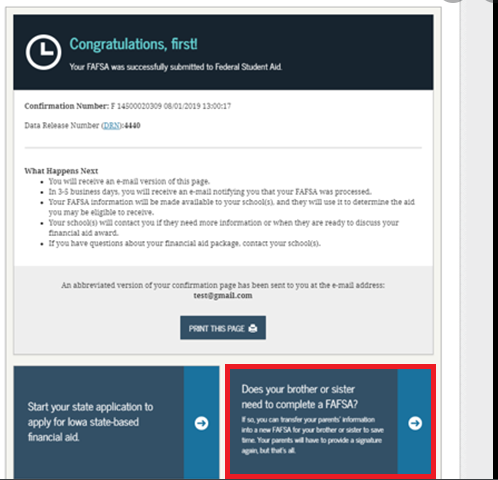 Congratulations, first!
Your FAFSA was successfully submitted to Federal Student Aid.
Confirmation Number: F 14500020309 08/01/2019 13:00:17
Data Release Number (DRN):4440
What Happens Next
• You will receive an e-mail version of this page.
• In 3-5 business days, you will receive an e-mail notifying you that your FAFSA was processed.
• Your FAFSA information will be made available to your school(s), and they will use it to determine the aid
you may be eligible to receive.
• Your school(s) will contact you if they need more information or when they are ready to discuss your
financial aid award.
• If you have questions about your financial aid package, contact your school(s).
An abbreviated version of your confirmation page has been sent to you at the e-mail address:
test@gmail.com
PRINT THIS PAGE
Start your state application to
apply for Iowa state-based
financial aid.
Does your brother or sister
need to complete a FAFSA?
If so, you can transfer your parents' information
into a new FAFSA for your brother or sister to save
time. Your parents will have to provide a signature
again, but that's all.